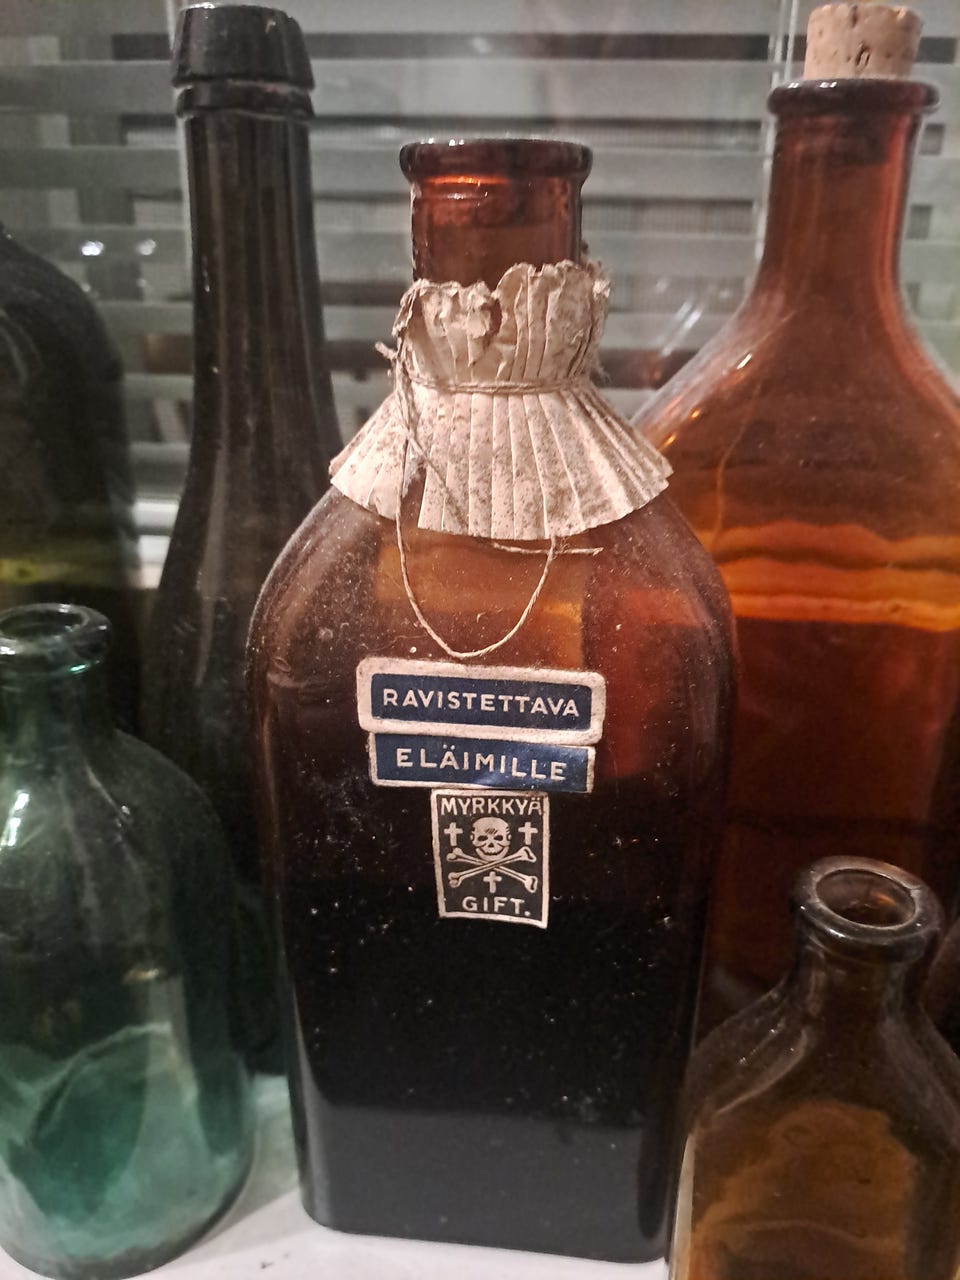 RAVISTETTAVA
ELÄIMILLE
MYRKKYÄ
GIFT.